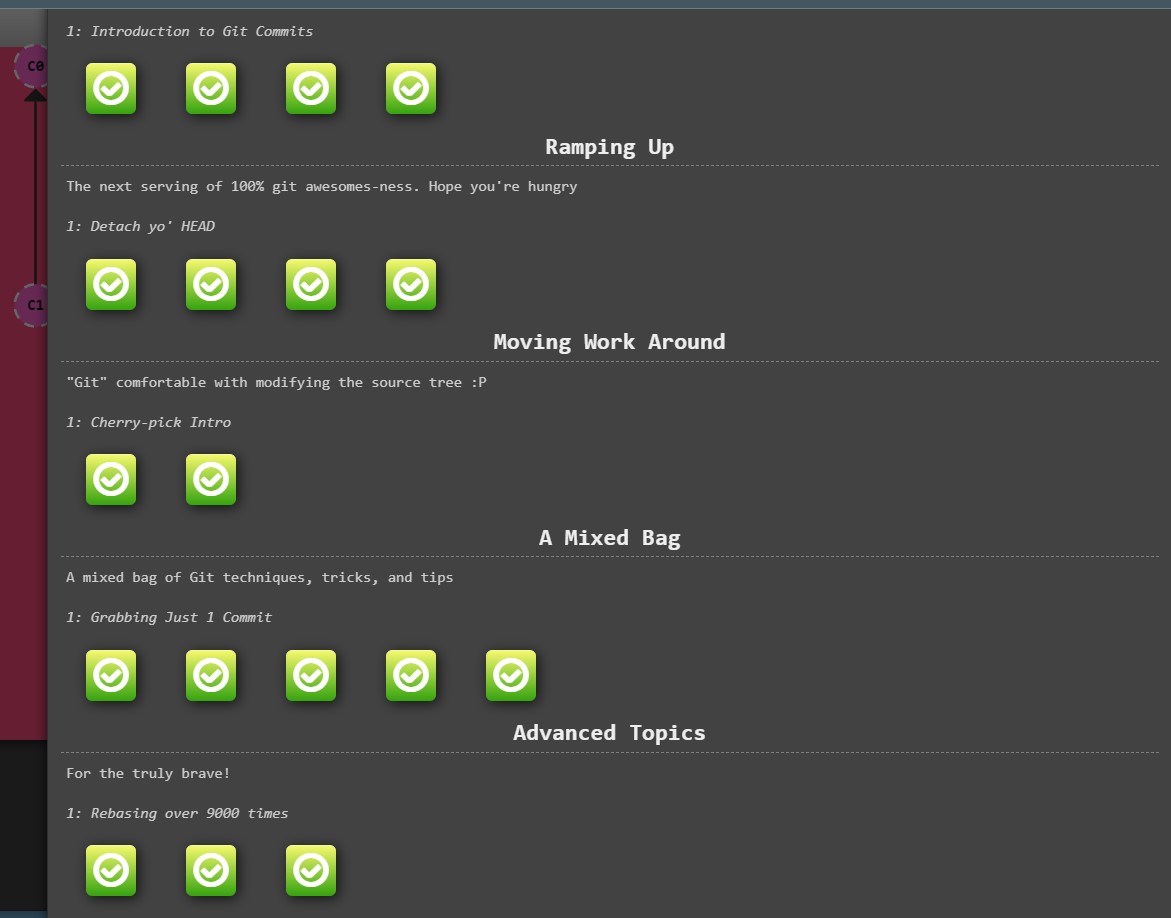 1: Introduction to Git Commits
C0
Ramping Up
The next serving of 100% git awesomes-ness. Hope you're hungry
1: Detach yo' HEAD
C1
Moving Work Around
"Git" comfortable with modifying the source tree :P
1: Cherry-pick Intro
A Mixed Bag
A mixed bag of Git techniques, tricks, and tips
1: Grabbing Just 1 Commit
Advanced Topics
For the truly brave!
1: Rebasing over 9000 times